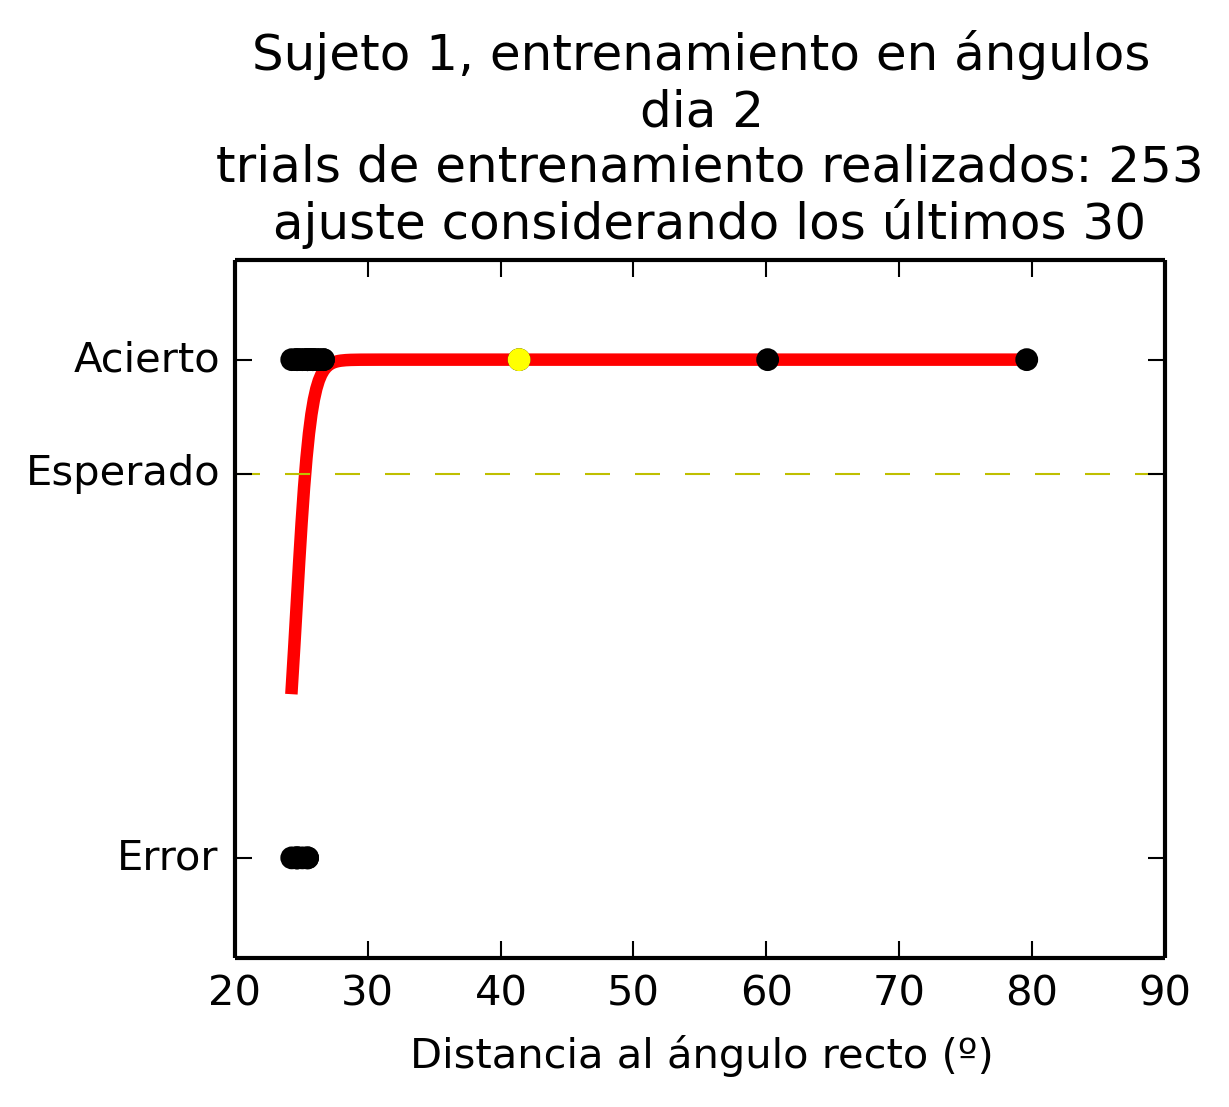 Sujeto 1, entrenamiento en ángulos
dia 2
trials de entrenamiento realizados: 253
ajuste considerando los últimos 30
Acierto
Esperado
Error
20 30 40 50 60 70 80 90
Distancia al ángulo recto (º)